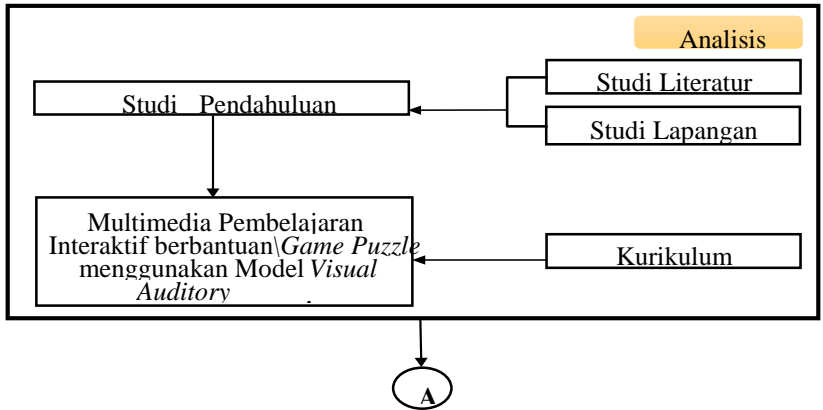 Analisis
Studi Literatur
Studi Pendahuluan
Studi Lapangan
Multimedia Pembelajaran
Interaktif berbantuan\Game Puzzle
menggunakan Model Visual
Auditory
Kurikulum
A